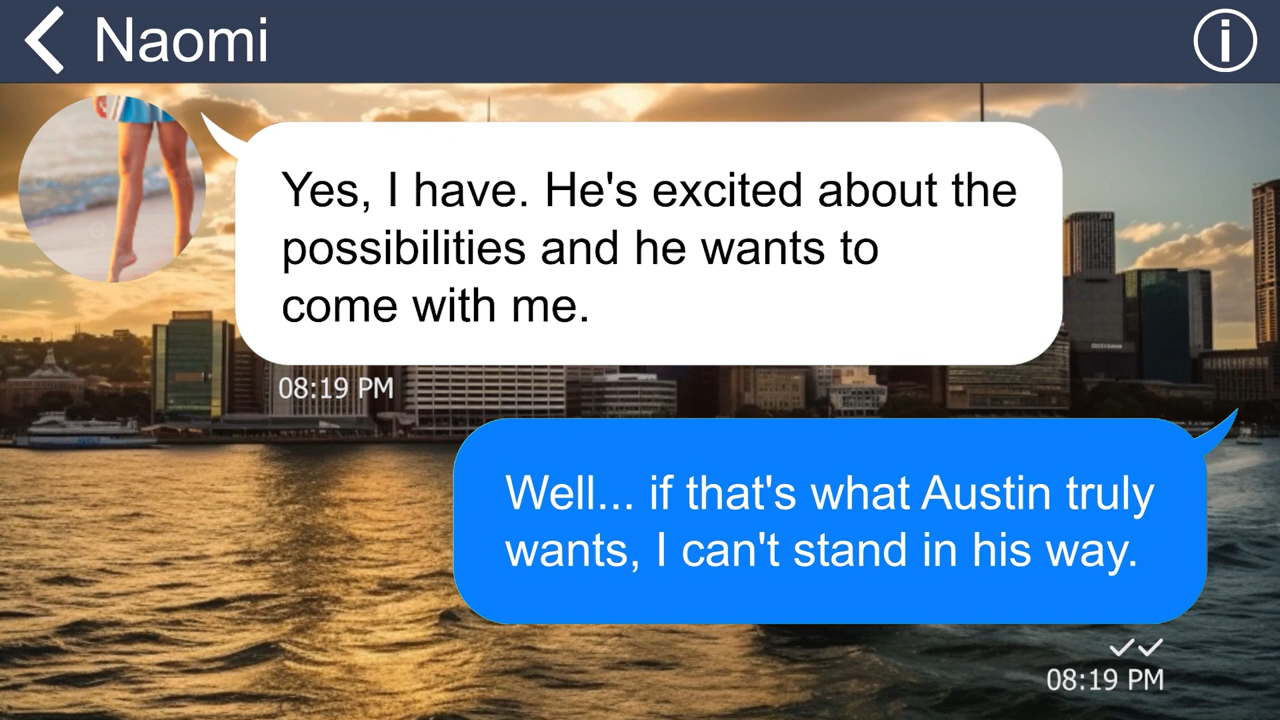 Naomi
Yes, I have. He's excited about the
possibilities and he wants to
come with me.
08:19 PM
Well... if that's what Austin truly
wants, I can't stand in his way.
08:19 PM